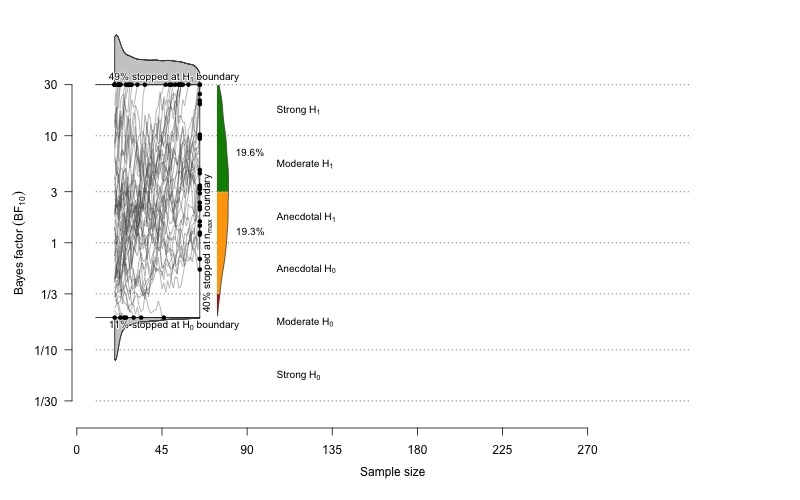 49% stopped at H₁ boundary
30
Strong H₁
10
19.6%
Moderate H₁
3
Anecdotal H₁
19.3%
1
Anecdotal H₀
40% stopped at nₘₐₓ boundary
Bayes factor (BF₁₀)
1/3
Moderate H₀
11% stopped at H₀ boundary
1/10
Strong H₀
1/30
0 45 90 135 180 225 270
Sample size